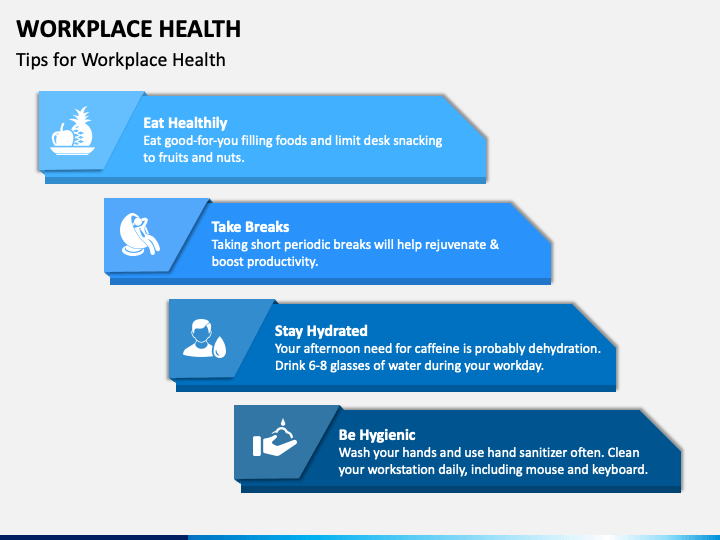 WORKPLACE HEALTH
Tips for Workplace Health
Eat Healthily
Eat good-for-you filling foods and limit desk snacking
to fruits and nuts.
Take Breaks
Taking short periodic breaks will help rejuvenate &
boost productivity.
Stay Hydrated
Your afternoon need for caffeine is probably dehydration.
Drink 6-8 glasses of water during your workday.
Be Hygienic
Wash your hands and use hand sanitizer often. Clean
your workstation daily, including mouse and keyboard.